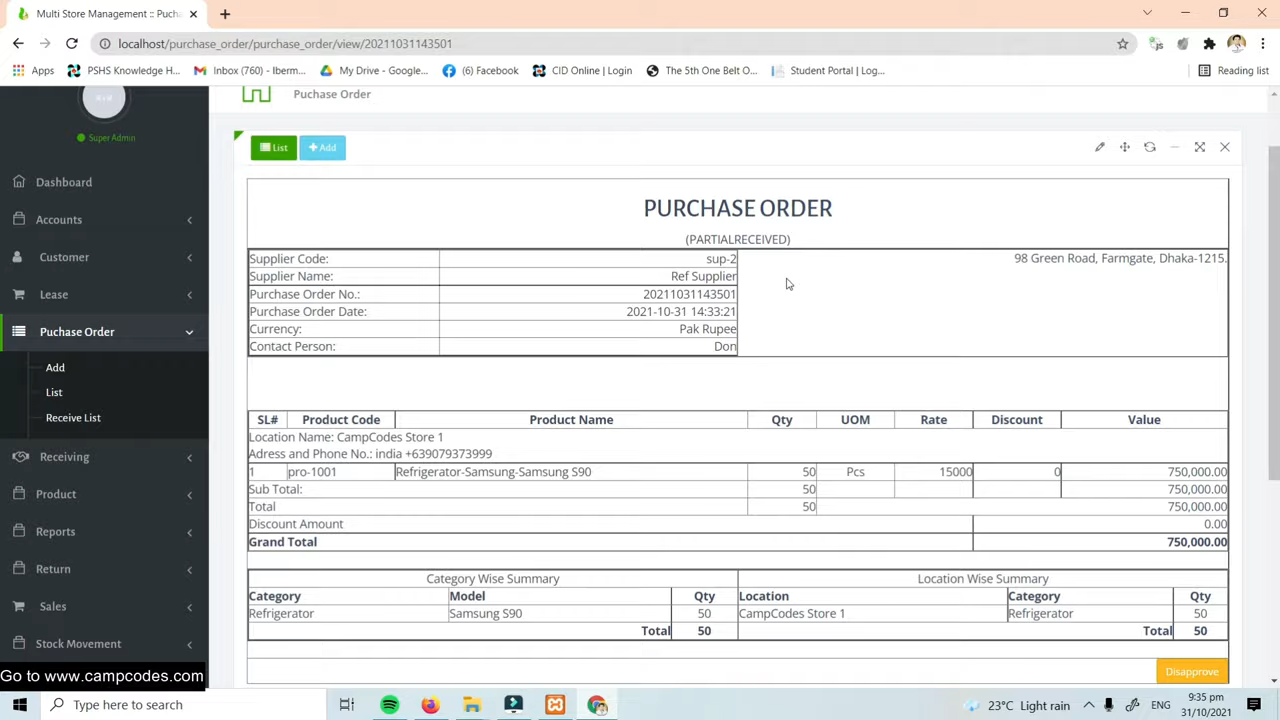 Multi Store Management :: Pucha
localhost/purchase_order/purchase_order/view/20211031143501
Apps
PSHS Knowledge H...
Inbox (760) - Iberm...
My Drive - Google...
(6) Facebook
CID Online | Login
The 5th One Belt O...
Student Portal | Log...
Reading list
Super Admin
Dashboard
Accounts
Customer
Lease
Puchase Order
Add
List
Receive List
Receiving
Product
Reports
Return
Sales
Stock Movement
Go to www.campcodes.com
Puchase Order
List
+ Add
PURCHASE ORDER
(PARTIALRECEIVED)
Supplier Code: sup-2
98 Green Road, Farmgate, Dhaka-1215.
Supplier Name: Ref Supplier
Purchase Order No.: 20211031143501
Purchase Order Date: 2021-10-31 14:33:21
Currency: Pak Rupee
Contact Person: Don
SL# Product Code Product Name Qty UOM Rate Discount Value
Location Name: CampCodes Store 1
Adress and Phone No.: india +639079373999
1 pro-1001 Refrigerator-Samsung-Samsung S90 50 Pcs 15000 0 750,000.00
Sub Total: 50 750,000.00
Total 50 750,000.00
Discount Amount 0.00
Grand Total 750,000.00
Category Wise Summary Location Wise Summary
Category Model Qty Location Category Qty
Refrigerator Samsung S90 50 CampCodes Store 1 Refrigerator 50
Total 50 Total 50
Disapprove
Type here to search
23°C Light rain
ENG
9:35 pm
31/10/2021